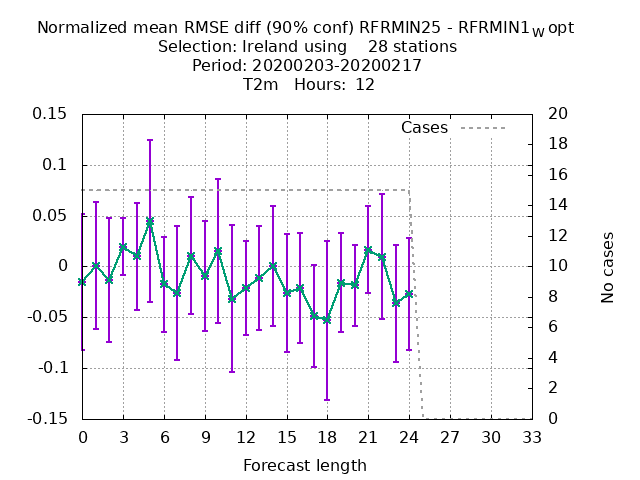 Normalized mean RMSE diff (90% conf) RFRMIN25 - RFRMIN1W opt
Selection: Ireland using 28 stations
Period: 20200203-20200217
T2m Hours: 12
Cases
0.15
0.1
0.05
0
-0.05
-0.1
-0.15
20
18
16
14
12
10
8
6
4
2
0
No cases
0 3 6 9 12 15 18 21 24 27 30 33
Forecast length